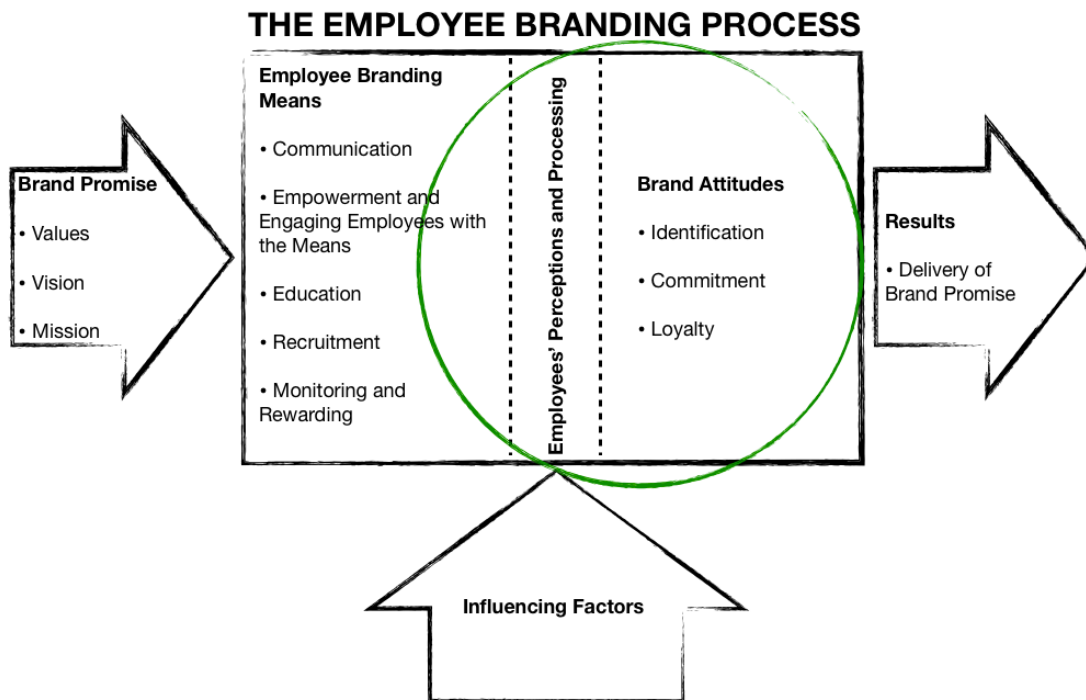 THE EMPLOYEE BRANDING PROCESS
Brand Promise
• Values
• Vision
• Mission
Employee Branding
Means
• Communication
• Empowerment and
Engaging Employees with
the Means
• Education
• Recruitment
• Monitoring and
Rewarding
Employees’ Perceptions and Processing
Brand Attitudes
• Identification
• Commitment
• Loyalty
Results
• Delivery of
Brand Promise
Influencing Factors